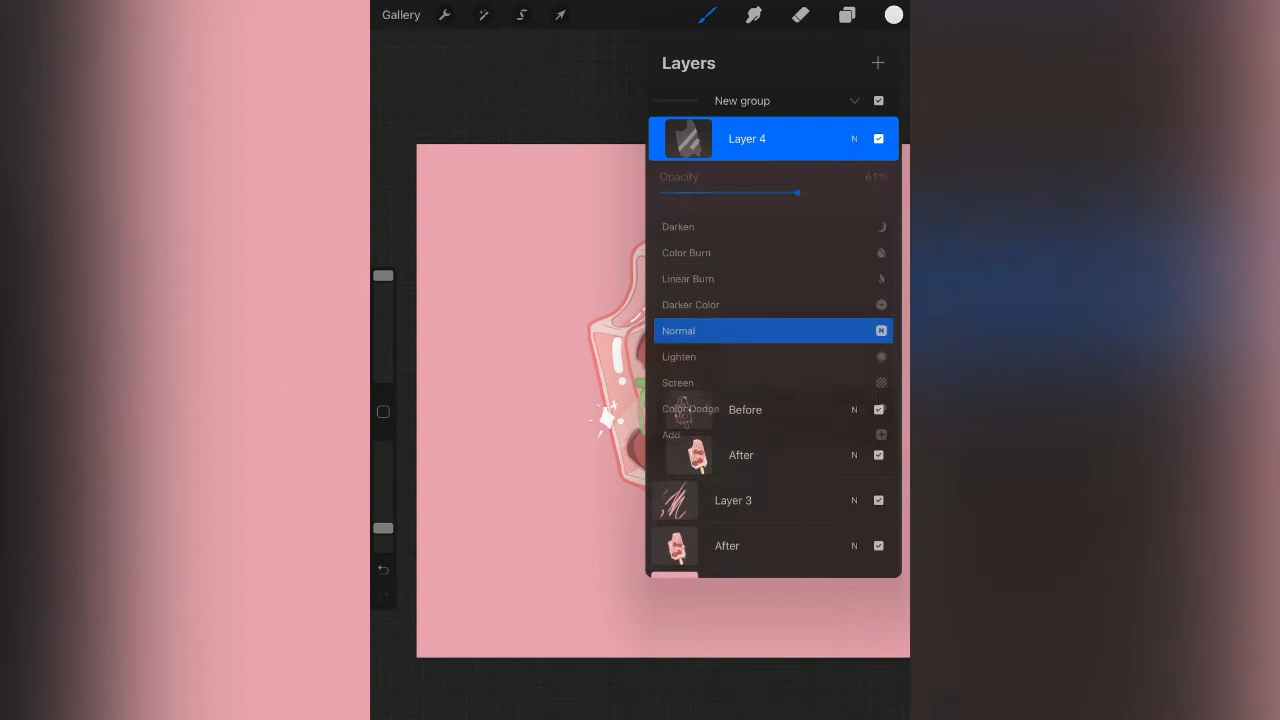 Gallery
Layers
New group
Layer 4 N
Opacity 61%
Darken
Color Burn
Linear Burn
Darker Color
Normal N
Lighten
Screen
Color Dodge
Before N
Add
After N
Layer 3 N
After N